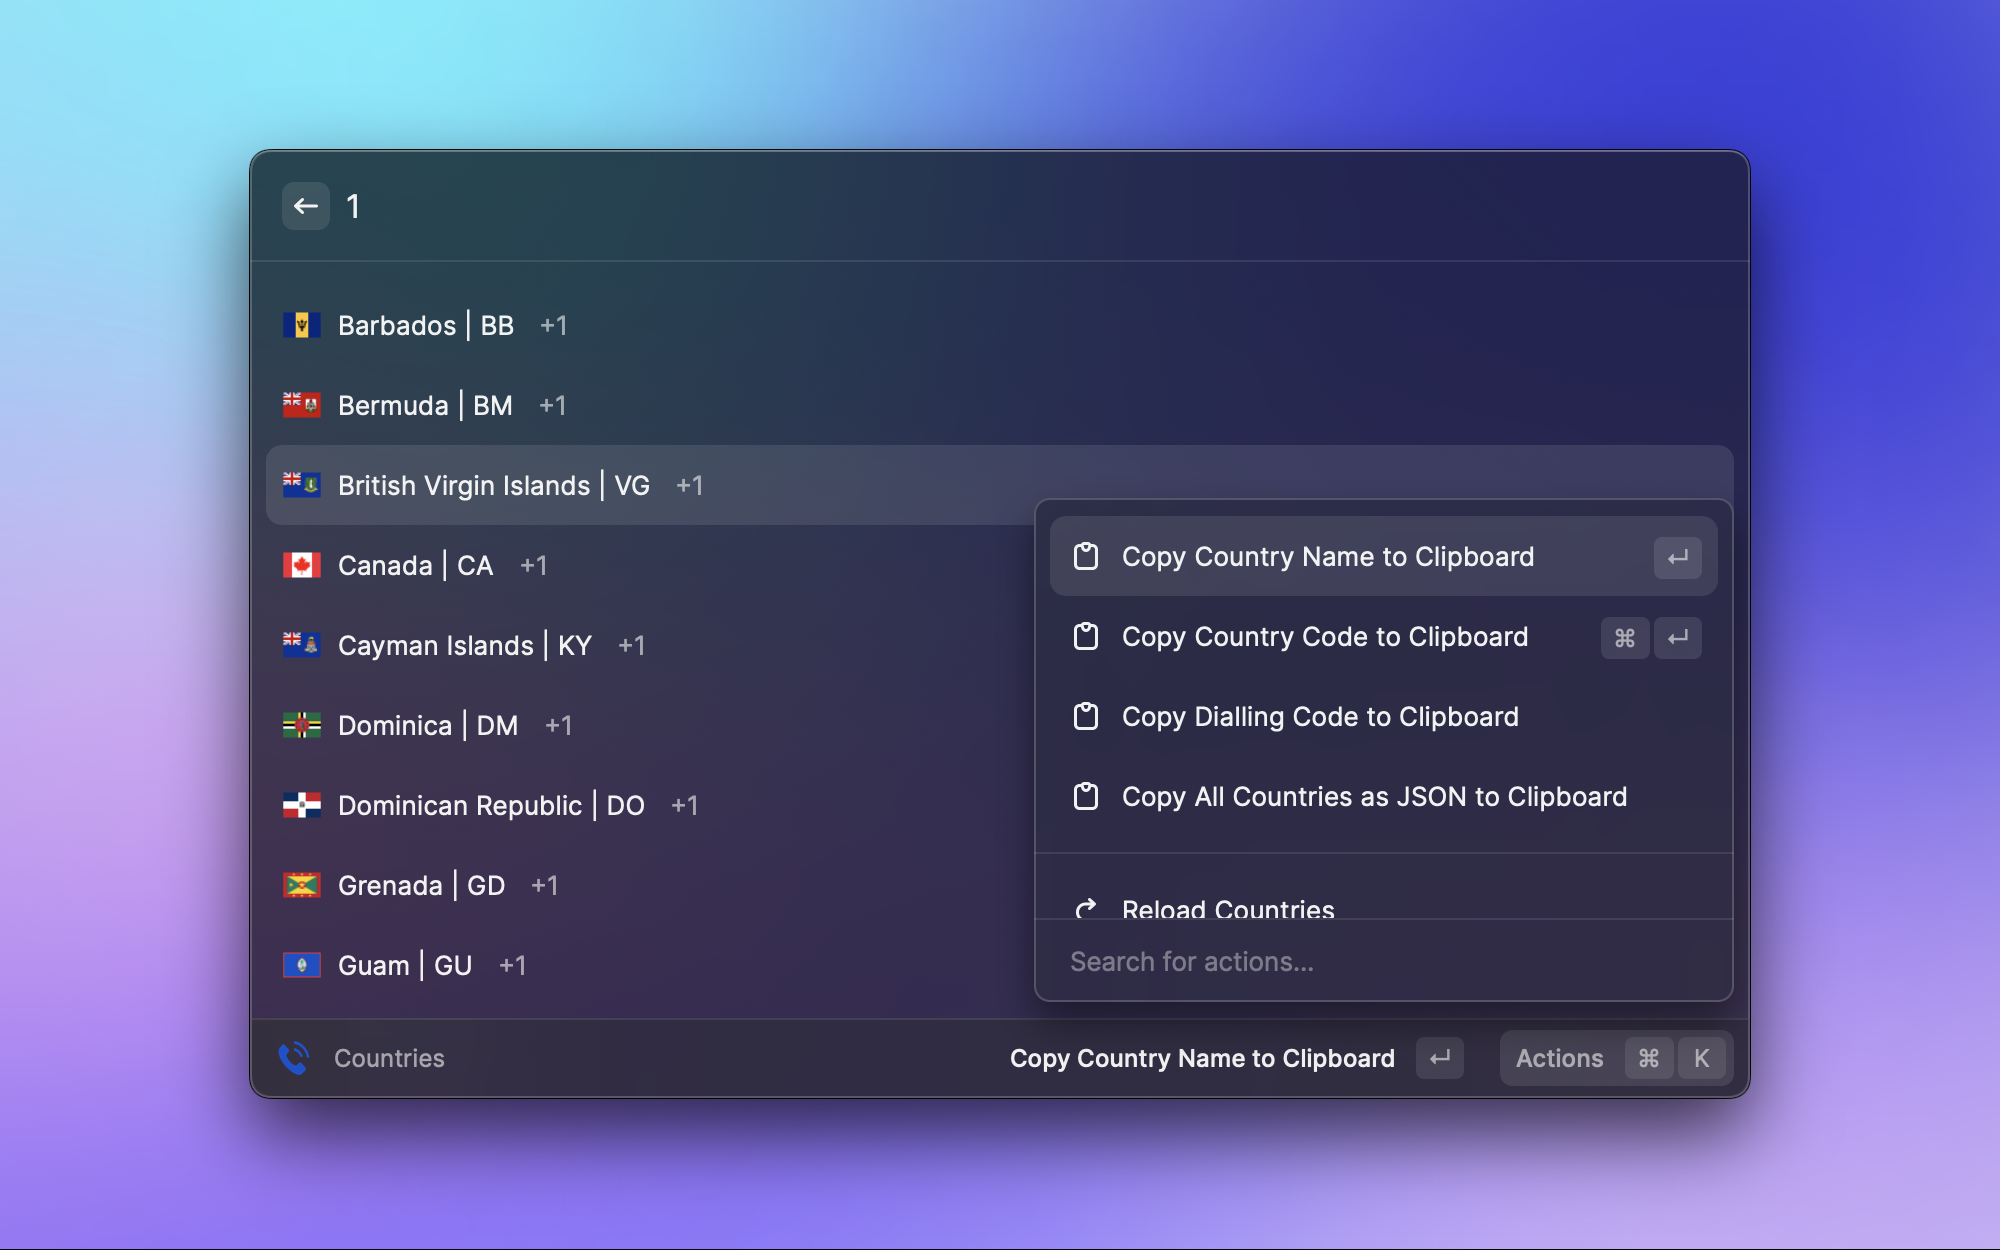 1
Barbados | BB +1
Bermuda | BM +1
British Virgin Islands | VG +1
Canada | CA +1
Cayman Islands | KY +1
Dominica | DM +1
Dominican Republic | DO +1
Grenada | GD +1
Guam | GU +1
Copy Country Name to Clipboard ↵
Copy Country Code to Clipboard ⌘ ↵
Copy Dialling Code to Clipboard
Copy All Countries as JSON to Clipboard
Reload Countries
Search for actions...
Countries
Copy Country Name to Clipboard ↵
Actions ⌘ K